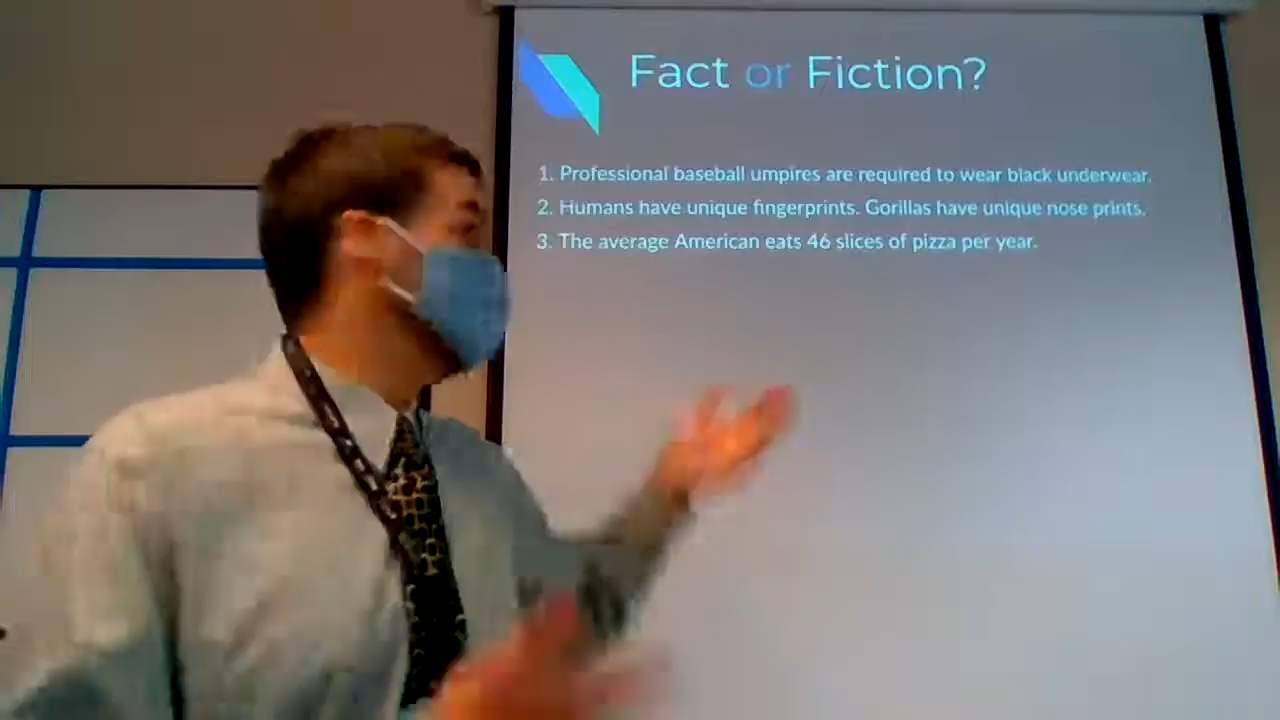 Fact or Fiction?
1. Professional baseball umpires are required to wear black underwear.
2. Humans have unique fingerprints. Gorillas have unique nose prints.
3. The average American eats 46 slices of pizza per year.